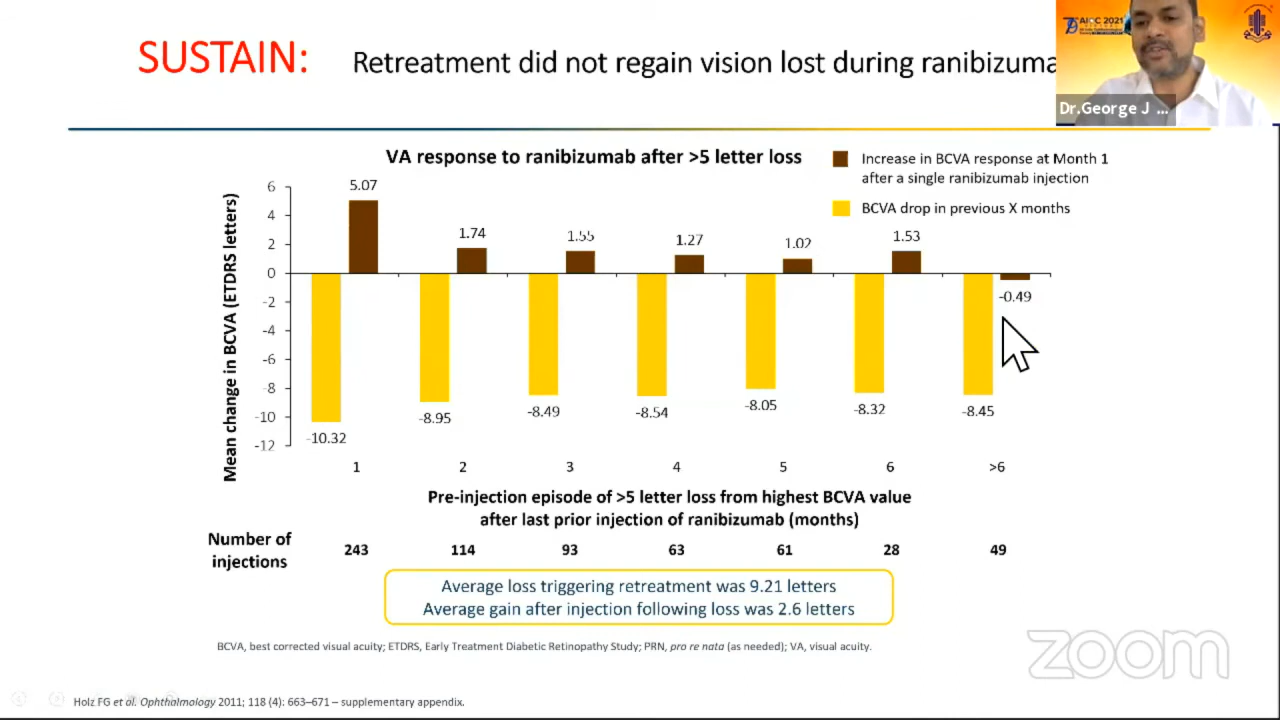 SUSTAIN: Retreatment did not regain vision lost during
AIOC 2021
Dr.George J ...
VA response to ranibizumab after >5 letter loss
Increase in BCVA response at Month 1
after a single ranibizumab injection
BCVA drop in previous X months
Mean change in BCVA (ETDRS letters)
6
4
2
0
-2
-4
-6
-8
-10
-12
5.07
1.74
1.55
1.27
1.02
1.53
-0.49
-10.32
-8.95
-8.49
-8.54
-8.05
-8.32
-8.45
1 2 3 4 5 6 >6
Pre-injection episode of >5 letter loss from highest BCVA value
after last prior injection of ranibizumab (months)
Number of
injections
243 114 93 63 61 28 49
Average loss triggering retreatment was 9.21 letters
Average gain after injection following loss was 2.6 letters
BCVA, best corrected visual acuity; ETDRS, Early Treatment Diabetic Retinopathy Study; PRN, pro re nata (as needed); VA, visual acuity.
zoom
Holz FG et al. Ophthalmology 2011; 118 (4): 663–671 – supplementary appendix.